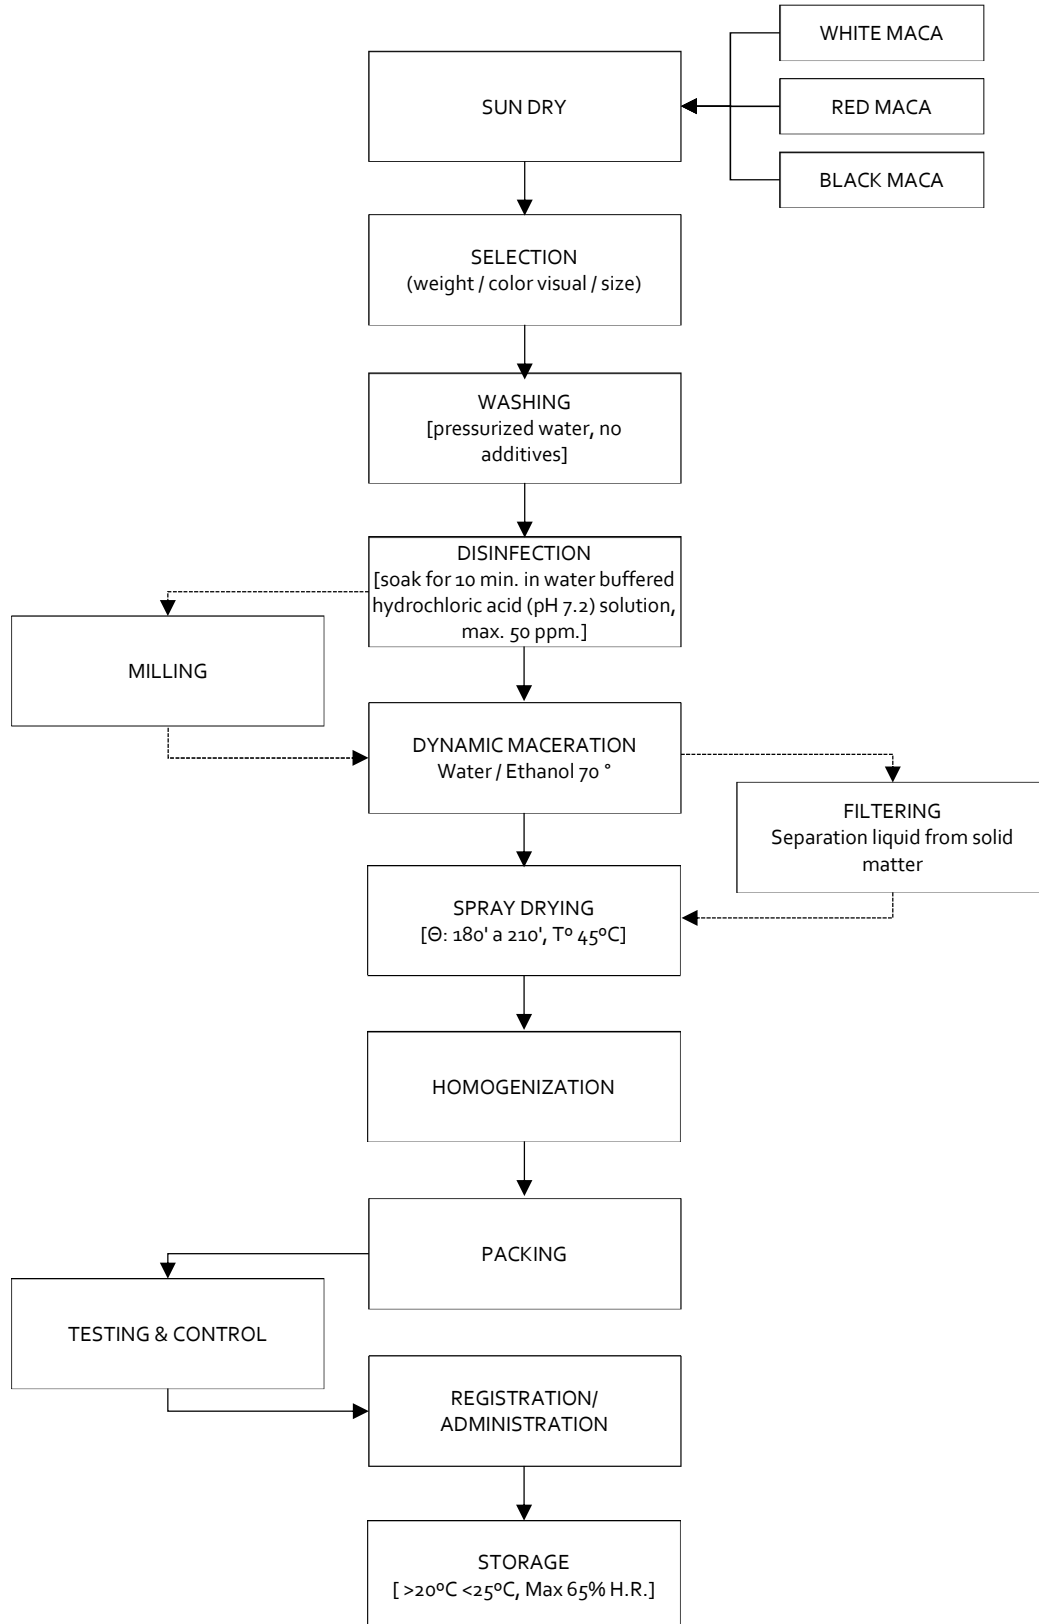 WHITE MACA
SUN DRY
RED MACA
BLACK MACA
SELECTION
(weight / color visual / size)
WASHING
[pressurized water, no
additives]
DISINFECTION
[soak for 10 min. in water buffered
hydrochloric acid (pH 7.2) solution,
max. 50 ppm.]
MILLING
DYNAMIC MACERATION
Water / Ethanol 70 °
FILTERING
Separation liquid from solid
matter
SPRAY DRYING
[Θ: 180' a 210', Tº 45ºC]
HOMOGENIZATION
PACKING
TESTING & CONTROL
REGISTRATION/
ADMINISTRATION
STORAGE
[ >20ºC <25ºC, Max 65% H.R.]